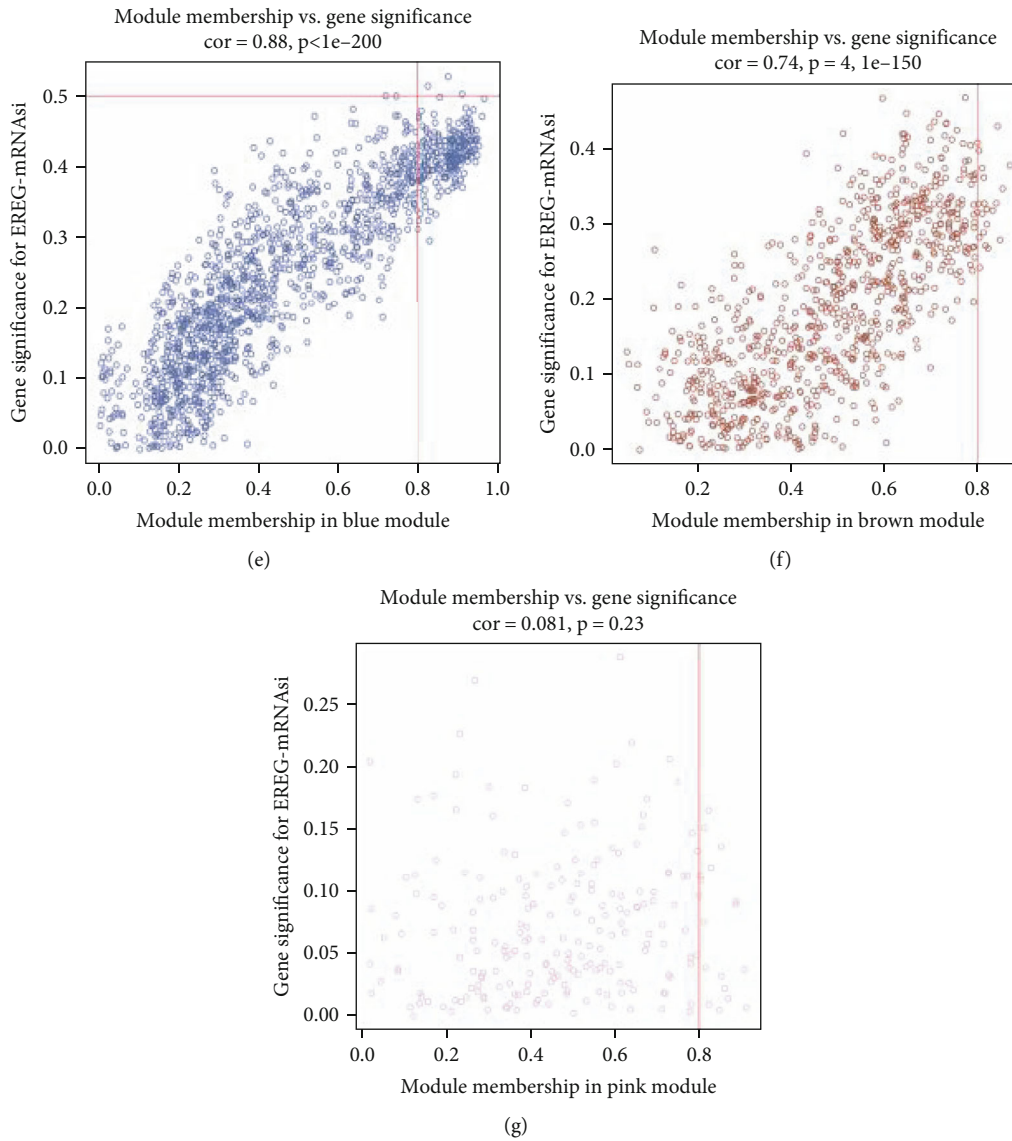 Module membership vs. gene significance
cor = 0.88, p<1e–200
Gene significance for EREG-mRNAsi
0.5
0.4
0.3
0.2
0.1
0.0
0.0 0.2 0.4 0.6 0.8 1.0
Module membership in blue module
(e)
Module membership vs. gene significance
cor = 0.74, p = 4, 1e–150
Gene significance for EREG-mRNAsi
0.4
0.3
0.2
0.1
0.0
0.2 0.4 0.6 0.8
Module membership in brown module
(f)
Module membership vs. gene significance
cor = 0.081, p = 0.23
Gene significance for EREG-mRNAsi
0.25
0.20
0.15
0.10
0.05
0.00
0.0 0.2 0.4 0.6 0.8
Module membership in pink module
(g)